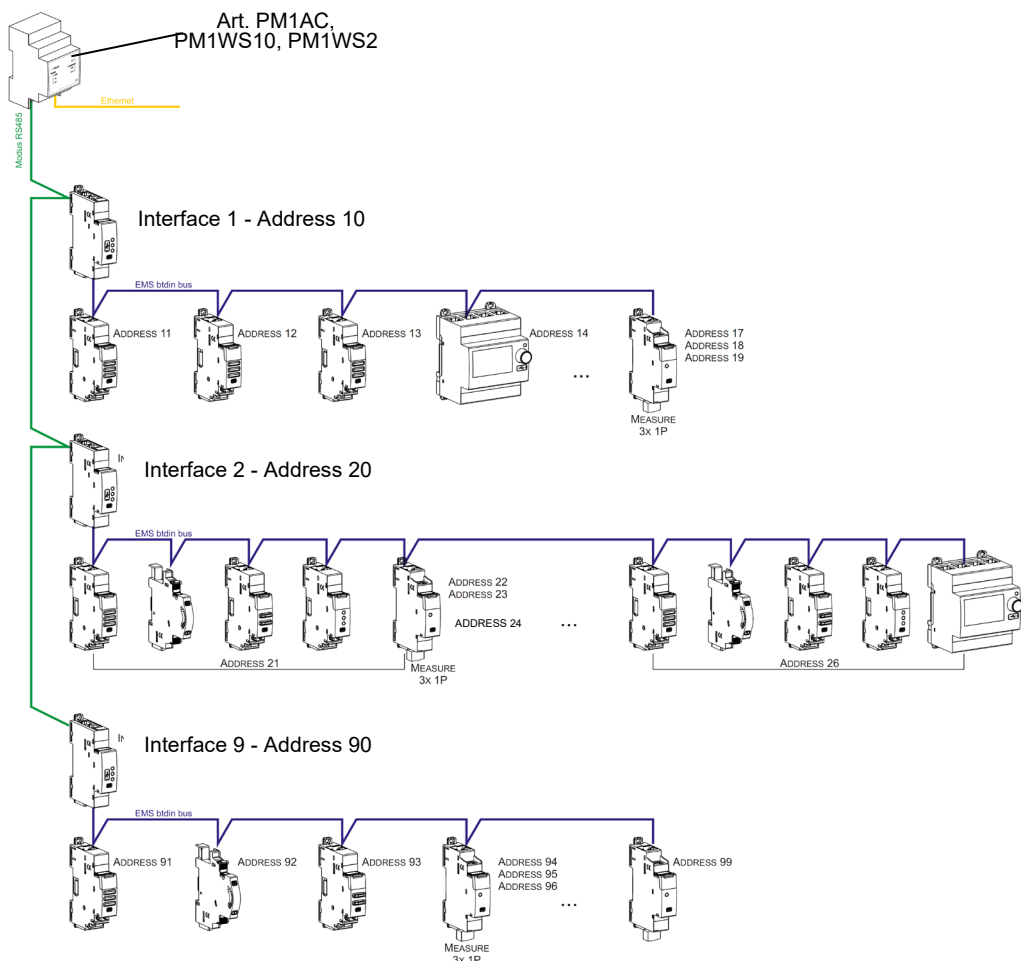 Art. PM1AC,
PM1WS10, PM1WS2
Ethernet
Modus RS485
Interface 1 - Address 10
EMS btdin bus
ADDRESS 11
ADDRESS 12
ADDRESS 13
ADDRESS 14
...
ADDRESS 17
ADDRESS 18
ADDRESS 19
MEASURE
3X 1P
Interface 2 - Address 20
EMS btdin bus
ADDRESS 22
ADDRESS 23
ADDRESS 24
...
ADDRESS 21
ADDRESS 26
MEASURE
3X 1P
Interface 9 - Address 90
EMS btdin bus
ADDRESS 91
ADDRESS 92
ADDRESS 93
ADDRESS 94
ADDRESS 95
ADDRESS 96
...
ADDRESS 99
MEASURE
3X 1P